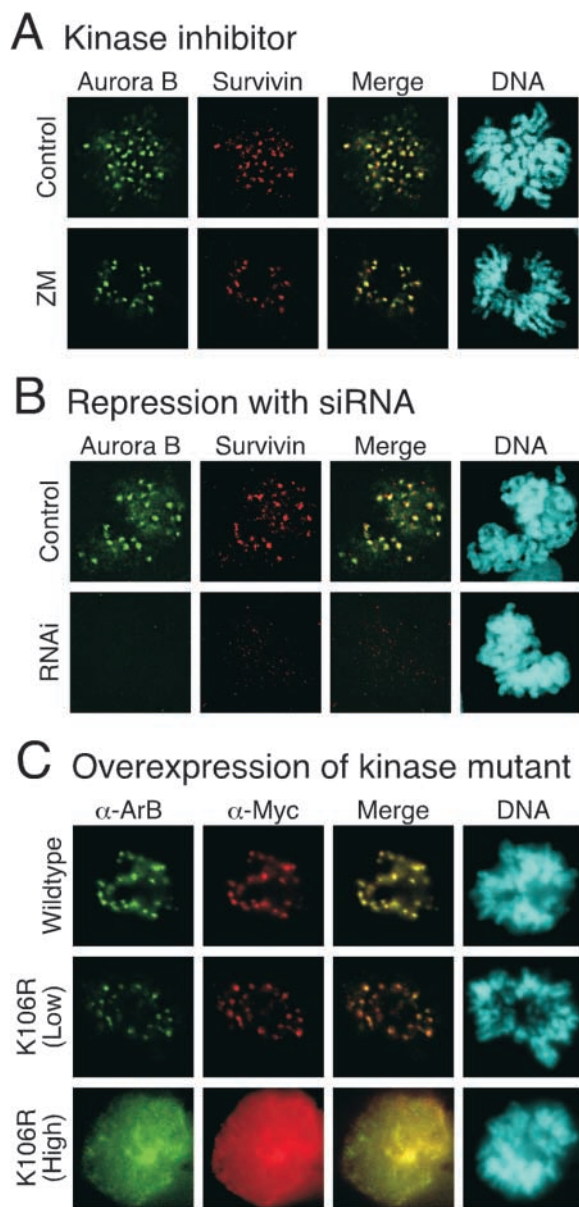 A Kinase inhibitor
Aurora B Survivin Merge DNA
Control
ZM
B Repression with siRNA
Aurora B Survivin Merge DNA
Control
RNAi
C Overexpression of kinase mutant
α-ArB α-Myc Merge DNA
Wildtype
K106R
(Low)
K106R
(High)